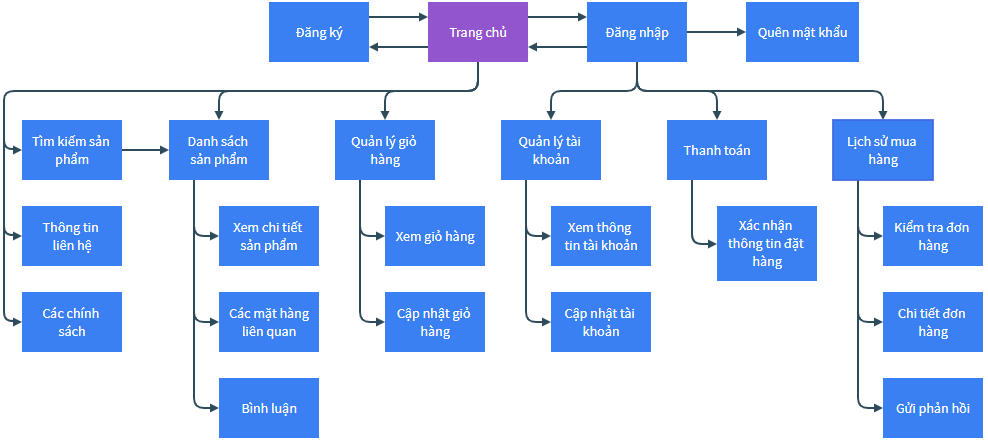 Đăng ký
Trang chủ
Đăng nhập
Quên mật khẩu
Tìm kiếm sản
phẩm
Danh sách
sản phẩm
Quản lý giỏ
hàng
Quản lý tài
khoản
Thanh toán
Lịch sử mua
hàng
Thông tin
liên hệ
Xem chi tiết
sản phẩm
Xem giỏ hàng
Xem thông
tin tài khoản
Xác nhận
thông tin đặt
hàng
Kiểm tra đơn
hàng
Các chính
sách
Các mặt hàng
liên quan
Cập nhật giỏ
hàng
Cập nhật tài
khoản
Chi tiết đơn
hàng
Bình luận
Gửi phản hồi